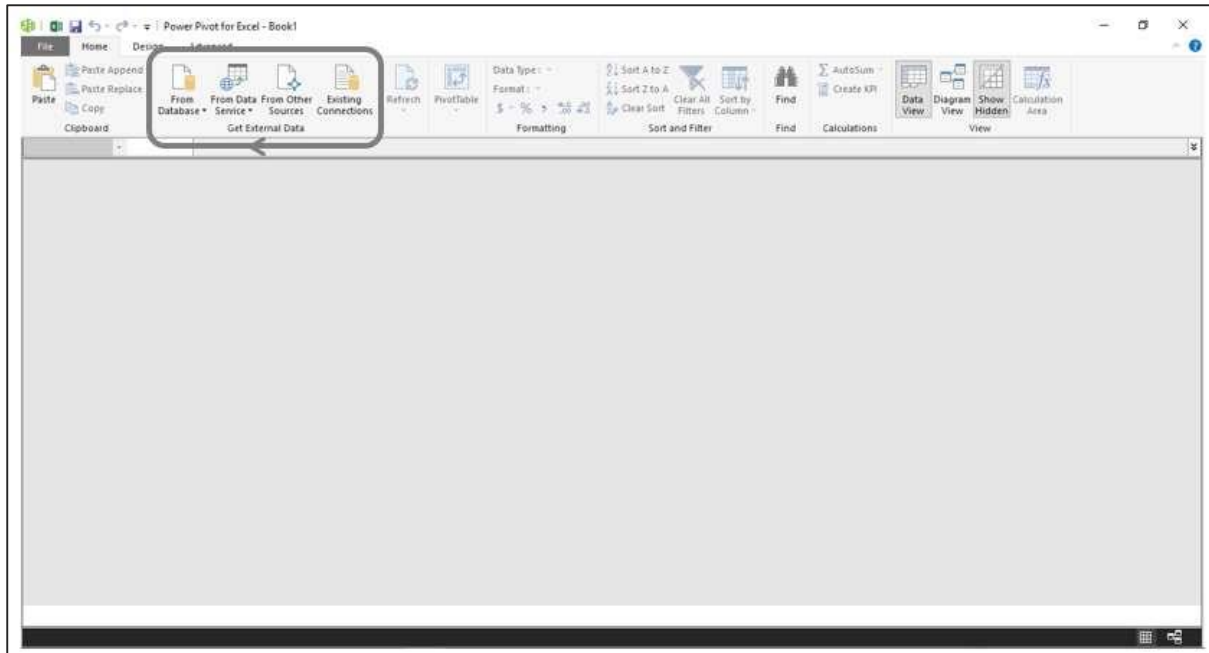 Power Pivot for Excel - Book1
File Home Design Advanced
Paste
Paste Append
Paste Replace
Copy
Clipboard
From Database
From Data Service
From Other Sources
Existing Connections
Get External Data
Refresh
PivotTable
Data Type :
Format :
$ % ,
Formatting
Sort A to Z
Sort Z to A
Clear Sort
Clear All Filters
Sort by Column
Sort and Filter
Find
Find
AutoSum
Create KPI
Calculations
Data View
Diagram View
Show Hidden
Calculation Area
View